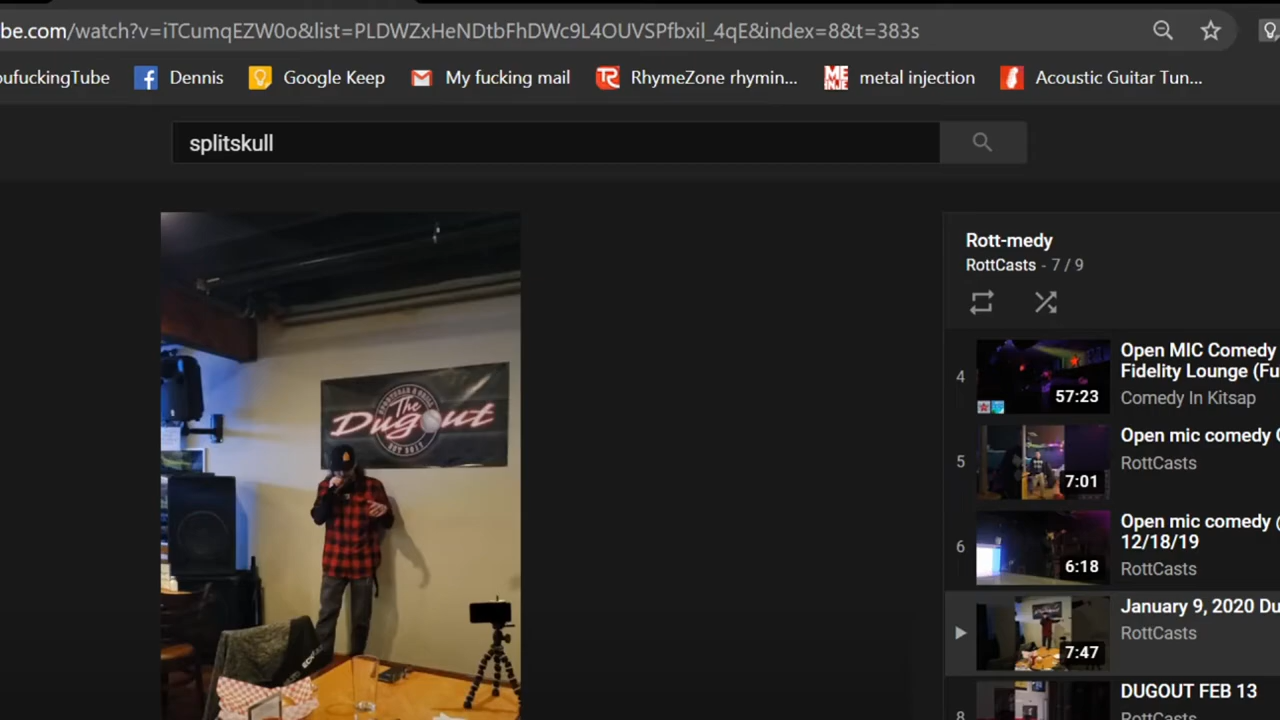 be.com/watch?v=iTCumqEZW0o&list=PLDWZxHeNDtbFhDWc9L4OUVSPfbxil_4qE&index=8&t=383s
oufuckingTube Dennis Google Keep My fucking mail RhymeZone rhymin... metal injection Acoustic Guitar Tun...
splitskull
Rott-medy
RottCasts - 7 / 9
4
57:23
Open MIC Comedy
Fidelity Lounge (Fu
Comedy In Kitsap
5
7:01
Open mic comedy
RottCasts
6
6:18
Open mic comedy
12/18/19
RottCasts
7:47
January 9, 2020 Du
RottCasts
8
DUGOUT FEB 13
RottCasts
The
Dugout